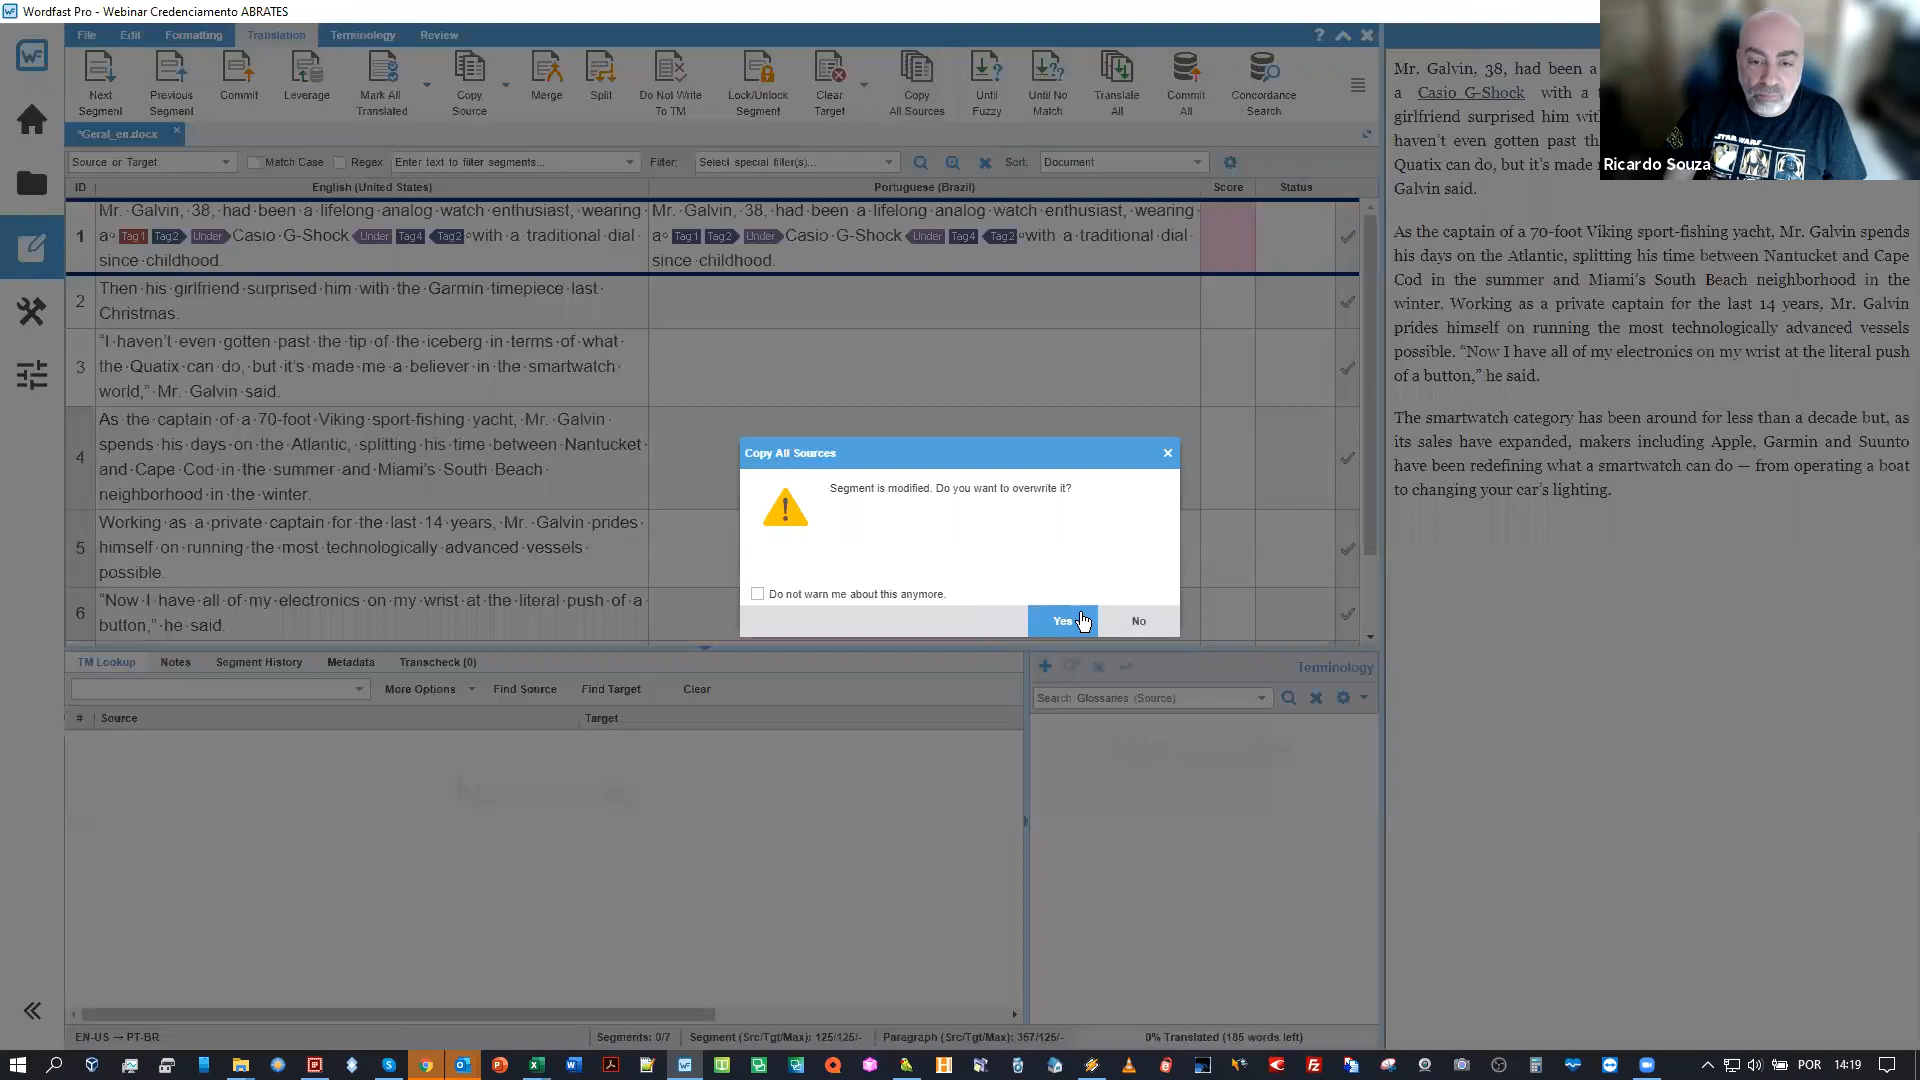 Wordfast Pro - Webinar Credenciamento ABRATES
File Edit Formatting Translation Terminology Review
Next Segment
Previous Segment
Commit
Leverage
Mark All Translated
Copy Source
Merge
Split
Do Not Write To TM
Lock/Unlock Segment
Clear Target
Copy All Sources
Until Fuzzy
Until No Match
Translate All
Commit All
Concordance Search
*Geral_en.docx
Source or Target Match Case Regex Enter text to filter segments... Filter: Select special filter(s)... Sort: Document
ID English (United States) Portuguese (Brazil) Score Status
1
Mr. Galvin, 38, had been a lifelong analog watch enthusiast, wearing
a Tag1 Tag2 Under Casio G-Shock Under Tag4 Tag2 with a traditional dial
since childhood.
Mr. Galvin, 38, had been a lifelong analog watch enthusiast, wearing
a Tag1 Tag2 Under Casio G-Shock Under Tag4 Tag2 with a traditional dial
since childhood.
2
Then his girlfriend surprised him with the Garmin timepiece last
Christmas.
3
“I haven’t even gotten past the tip of the iceberg in terms of what
the Quatix can do, but it’s made me a believer in the smartwatch
world,” Mr. Galvin said.
4
As the captain of a 70-foot Viking sport-fishing yacht, Mr. Galvin
spends his days on the Atlantic, splitting his time between Nantucket
and Cape Cod in the summer and Miami’s South Beach
neighborhood in the winter.
5
Working as a private captain for the last 14 years, Mr. Galvin prides
himself on running the most technologically advanced vessels
possible.
6
“Now I have all of my electronics on my wrist at the literal push of a
button,” he said.
Copy All Sources
Segment is modified. Do you want to overwrite it?
Do not warn me about this anymore.
Yes No
TM Lookup Notes Segment History Metadata Transcheck (0)
More Options Find Source Find Target Clear
# Source Target
Terminology
Search Glossaries (Source)
EN-US → PT-BR Segments: 0/7 Segment (Src/Tgt/Max): 125/125/- Paragraph (Src/Tgt/Max): 357/125/- 0% Translated (185 words left)
Mr. Galvin, 38, had been a
a Casio G-Shock with a
girlfriend surprised him
haven’t even gotten past
Quatix can do, but it’s made
Galvin said.
As the captain of a 70-foot Viking sport-fishing yacht, Mr. Galvin spends
his days on the Atlantic, splitting his time between Nantucket and Cape
Cod in the summer and Miami’s South Beach neighborhood in the
winter. Working as a private captain for the last 14 years, Mr. Galvin
prides himself on running the most technologically advanced vessels
possible. “Now I have all of my electronics on my wrist at the literal push
of a button,” he said.
The smartwatch category has been around for less than a decade but, as
its sales have expanded, makers including Apple, Garmin and Suunto
have been redefining what a smartwatch can do — from operating a boat
to changing your car’s lighting.
STAR WARS
Ricardo Souza
POR 14:19